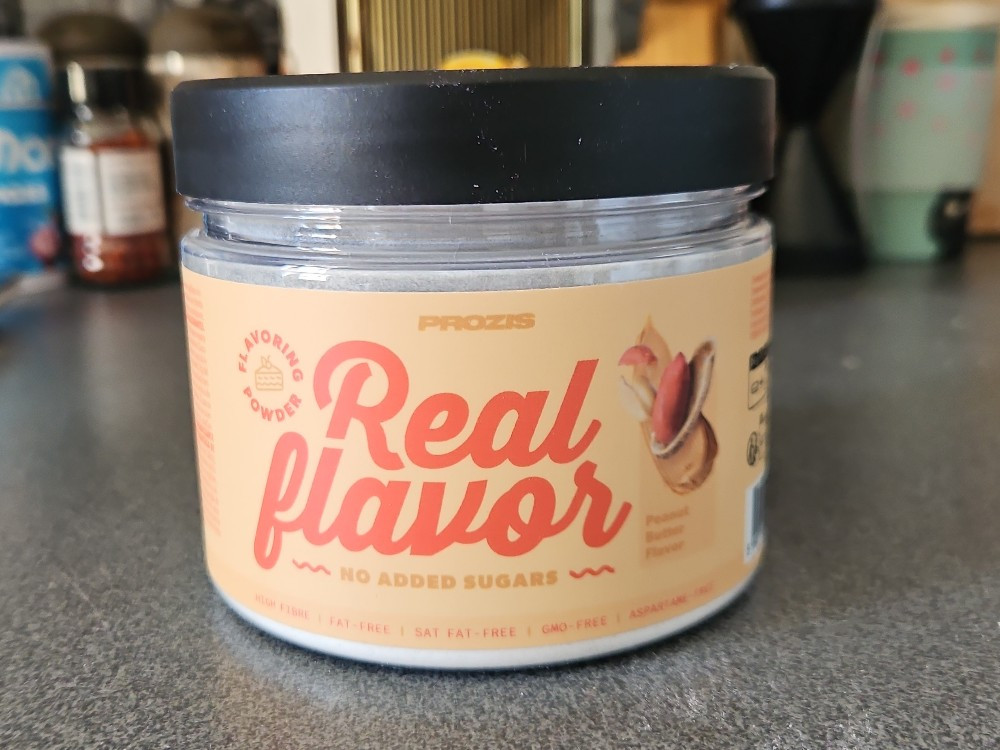 PROZIS
FLAVORING
POWDER
Real
flavor
Peanut
Butter
Flavor
NO ADDED SUGARS
HIGH FIBRE | FAT-FREE | SAT FAT-FREE | GMO-FREE | ASPARTAME-FREE